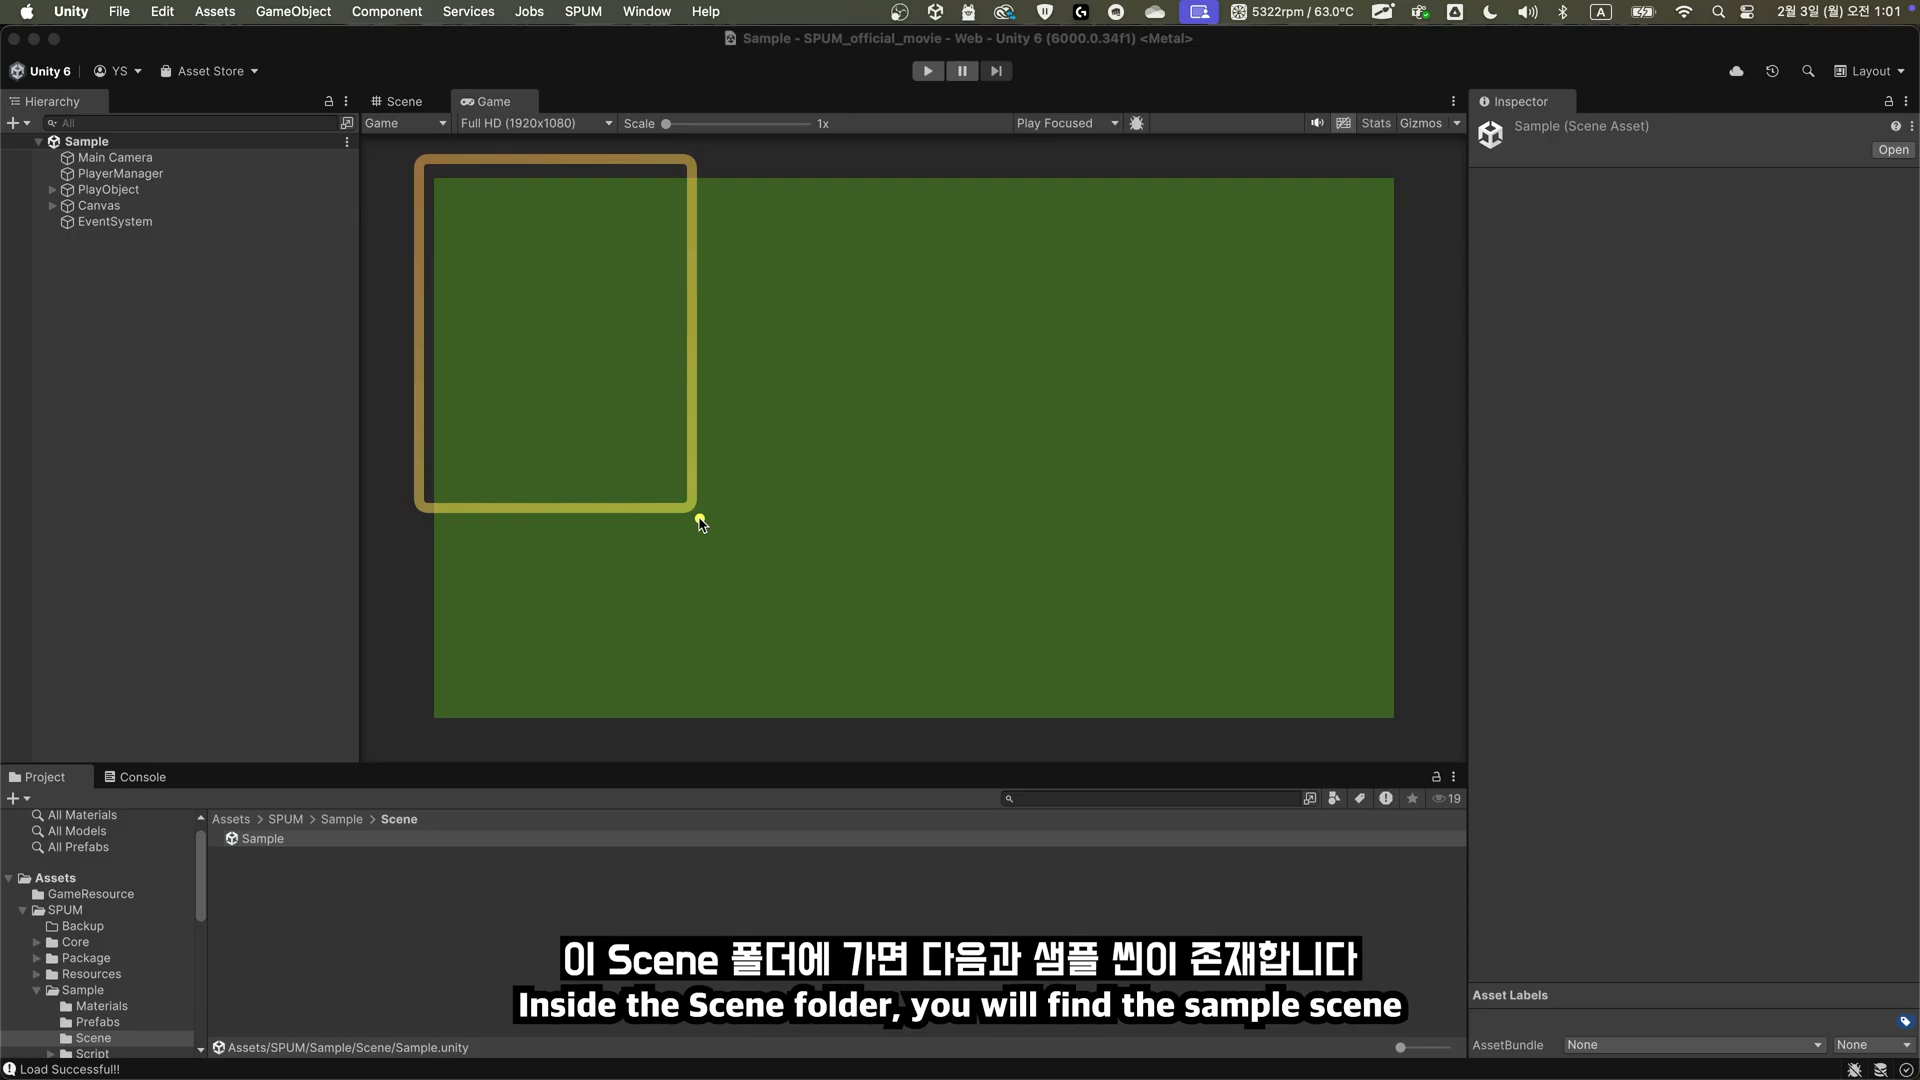 Unity File Edit Assets GameObject Component Services Jobs SPUM Window Help 5322rpm / 63.0°C A 2월 3일 (월) 오전 1:01
Sample - SPUM_official_movie - Web - Unity 6 (6000.0.34f1) <Metal>
Unity 6 YS Asset Store Layout
Hierarchy Scene Game Inspector
All Game Full HD (1920x1080) Scale 1x Play Focused Stats Gizmos
Sample (Scene Asset)
Open
Sample
Main Camera
PlayerManager
PlayObject
Canvas
EventSystem
Project Console
19
All Materials
All Models
All Prefabs
Assets
GameResource
SPUM
Backup
Core
Package
Resources
Sample
Materials
Prefabs
Scene
Script
Assets > SPUM > Sample > Scene
Sample
이 Scene 폴더에 가면 다음과 샘플 씬이 존재합니다
Inside the Scene folder, you will find the sample scene
Assets/SPUM/Sample/Scene/Sample.unity
Asset Labels
AssetBundle None None
Load Successful!!